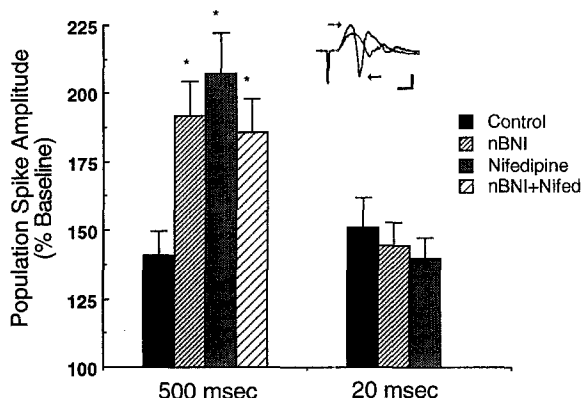 Population Spike Amplitude
(% Baseline)
225
200
175
150
125
100
*
*
*
500 msec
20 msec
Control
nBNI
Nifedipine
nBNI+Nifed